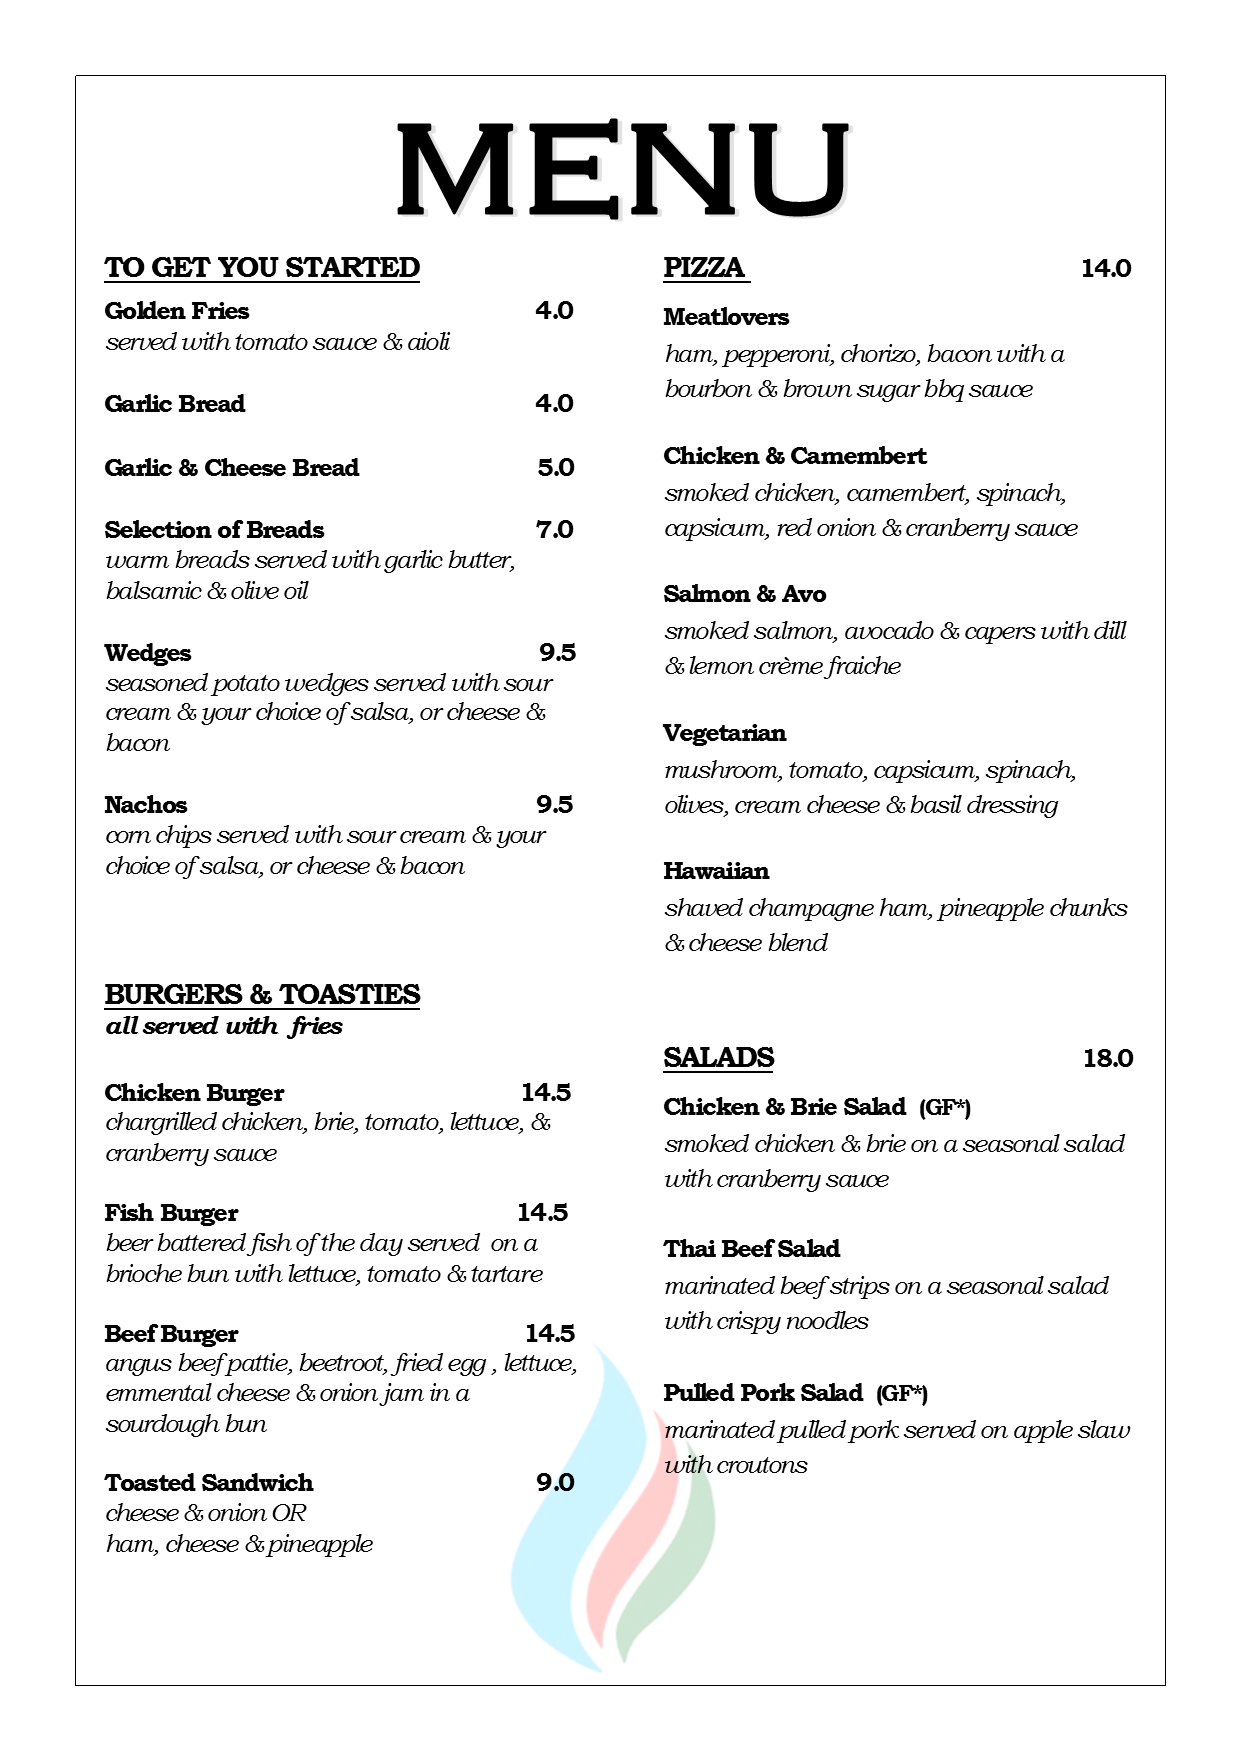 MENU
TO GET YOU STARTED
Golden Fries 4.0
served with tomato sauce & aioli
Garlic Bread 4.0
Garlic & Cheese Bread 5.0
Selection of Breads 7.0
warm breads served with garlic butter,
balsamic & olive oil
Wedges 9.5
seasoned potato wedges served with sour
cream & your choice of salsa, or cheese &
bacon
Nachos 9.5
corn chips served with sour cream & your
choice of salsa, or cheese & bacon
BURGERS & TOASTIES
all served with fries
Chicken Burger 14.5
chargrilled chicken, brie, tomato, lettuce, &
cranberry sauce
Fish Burger 14.5
beer battered fish of the day served on a
brioche bun with lettuce, tomato & tartare
Beef Burger 14.5
angus beef pattie, beetroot, fried egg , lettuce,
emmental cheese & onion jam in a
sourdough bun
Toasted Sandwich 9.0
cheese & onion OR
ham, cheese & pineapple
PIZZA 14.0
Meatlovers
ham, pepperoni, chorizo, bacon with a
bourbon & brown sugar bbq sauce
Chicken & Camembert
smoked chicken, camembert, spinach,
capsicum, red onion & cranberry sauce
Salmon & Avo
smoked salmon, avocado & capers with dill
& lemon crème fraiche
Vegetarian
mushroom, tomato, capsicum, spinach,
olives, cream cheese & basil dressing
Hawaiian
shaved champagne ham, pineapple chunks
& cheese blend
SALADS 18.0
Chicken & Brie Salad (GF*)
smoked chicken & brie on a seasonal salad
with cranberry sauce
Thai Beef Salad
marinated beef strips on a seasonal salad
with crispy noodles
Pulled Pork Salad (GF*)
marinated pulled pork served on apple slaw
with croutons